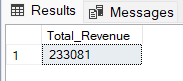 Results Messages
Total_Revenue
1 233081